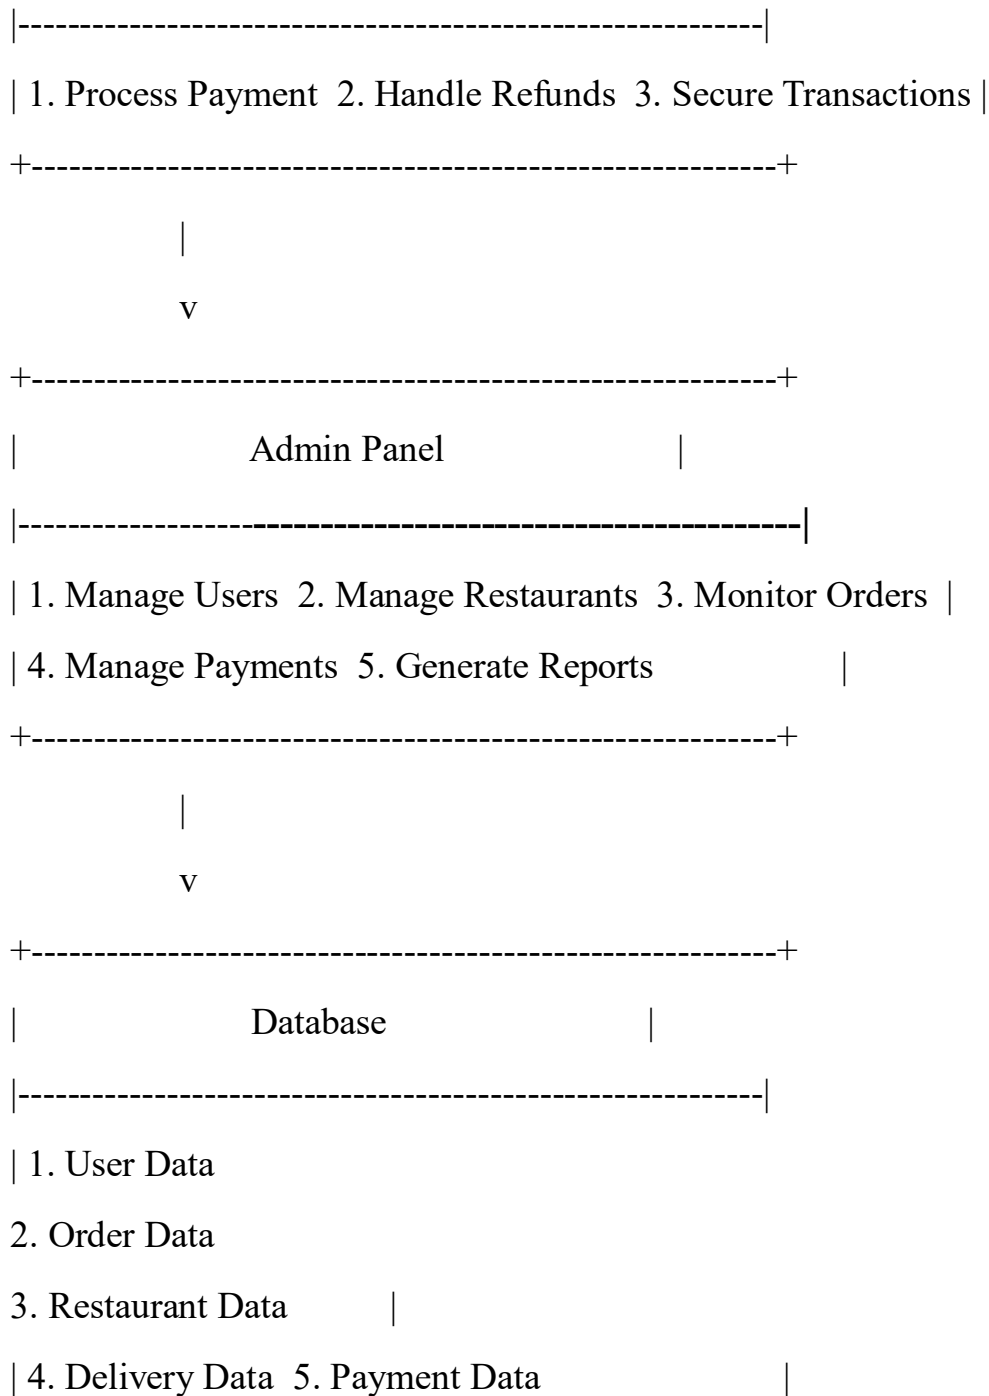 |------------------------------------------------------------|
| 1. Process Payment  2. Handle Refunds  3. Secure Transactions |
+------------------------------------------------------------+
|
v
+------------------------------------------------------------+
|                         Admin Panel                         |
|------------------------------------------------------------|
| 1. Manage Users  2. Manage Restaurants  3. Monitor Orders  |
| 4. Manage Payments  5. Generate Reports                    |
+------------------------------------------------------------+
|
v
+------------------------------------------------------------+
|                         Database                            |
|------------------------------------------------------------|
| 1. User Data
2. Order Data
3. Restaurant Data           |
| 4. Delivery Data  5. Payment Data                          |